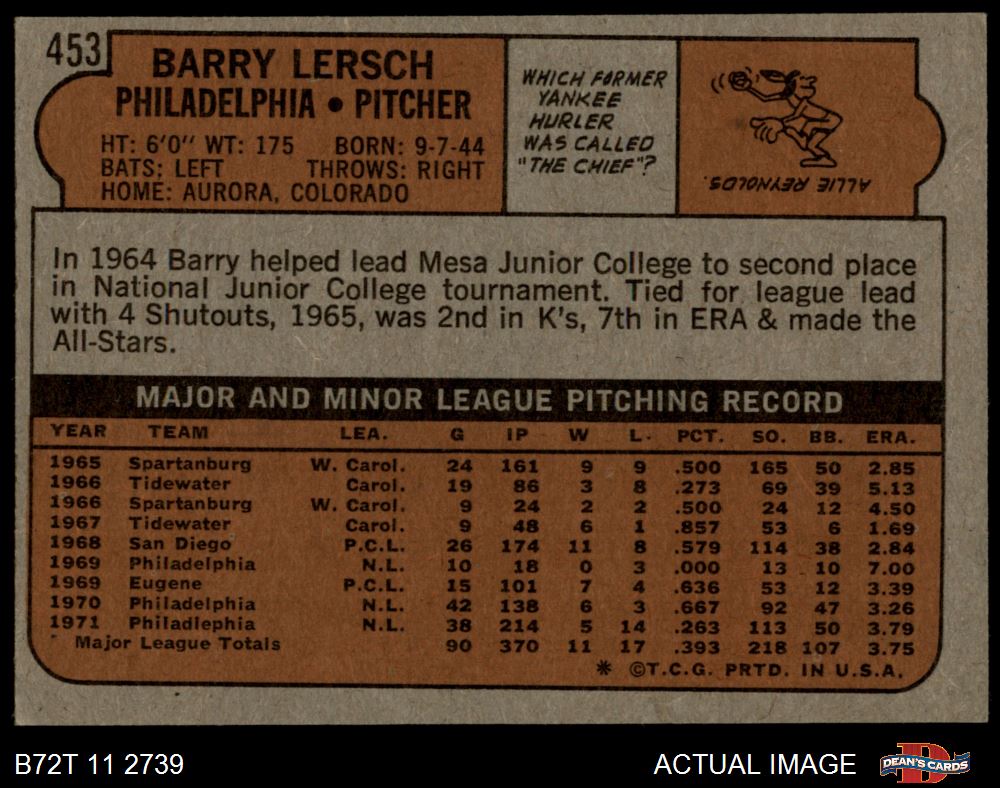 453
BARRY LERSCH
PHILADELPHIA • PITCHER
HT: 6'0" WT: 175 BORN: 9-7-44
BATS: LEFT THROWS: RIGHT
HOME: AURORA, COLORADO
WHICH FORMER
YANKEE
HURLER
WAS CALLED
"THE CHIEF"?
ALLIE REYNOLDS.
In 1964 Barry helped lead Mesa Junior College to second place
in National Junior College tournament. Tied for league lead
with 4 Shutouts, 1965, was 2nd in K's, 7th in ERA & made the
All-Stars.
MAJOR AND MINOR LEAGUE PITCHING RECORD
YEAR TEAM LEA. G IP W L. PCT. SO. BB. ERA.
1965 Spartanburg W. Carol. 24 161 9 9 .500 165 50 2.85
1966 Tidewater Carol. 19 86 3 8 .273 69 39 5.13
1966 Spartanburg W. Carol. 9 24 2 2 .500 24 12 4.50
1967 Tidewater Carol. 9 48 6 1 .857 53 6 1.69
1968 San Diego P.C.L. 26 174 11 8 .579 114 38 2.84
1969 Philadelphia N.L. 10 18 0 3 .000 13 10 7.00
1969 Eugene P.C.L. 15 101 7 4 .636 53 12 3.39
1970 Philadelphia N.L. 42 138 6 3 .667 92 47 3.26
1971 Philadlephia N.L. 38 214 5 14 .263 113 50 3.79
Major League Totals 90 370 11 17 .393 218 107 3.75
* ©T.C.G. PRTD. IN U.S.A.
B72T 11 2739 ACTUAL IMAGE D DEAN'S CARDS